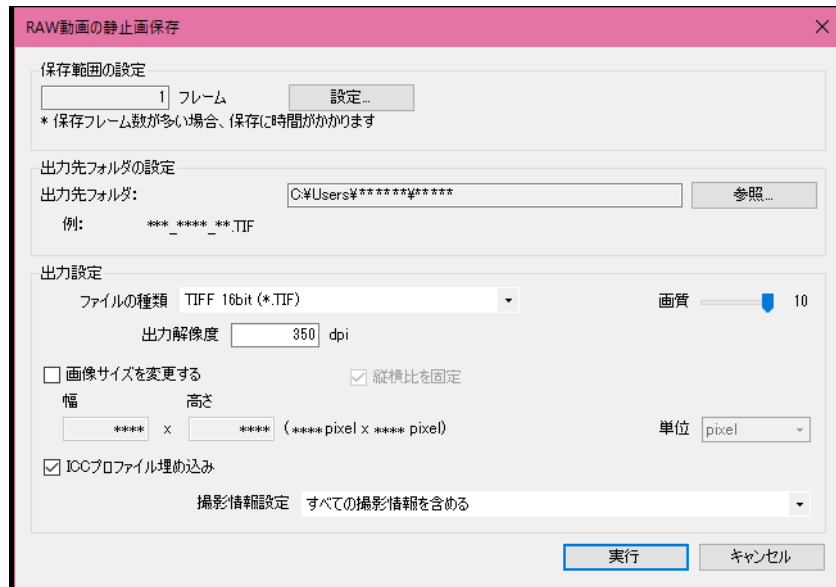 RAW動画の静止画保存
保存範囲の設定
1 フレーム 設定...
* 保存フレーム数が多い場合、保存に時間がかかります
出力先フォルダの設定
出力先フォルダ: C:¥Users¥******¥***** 参照...
例: ***_****_**.TIF
出力設定
ファイルの種類 TIFF 16bit (*.TIF) 画質 10
出力解像度 350 dpi
画像サイズを変更する 縦横比を固定
幅 高さ
**** x **** (****pixel x **** pixel) 単位 pixel
ICCプロファイル埋め込み
撮影情報設定 すべての撮影情報を含める
実行 キャンセル